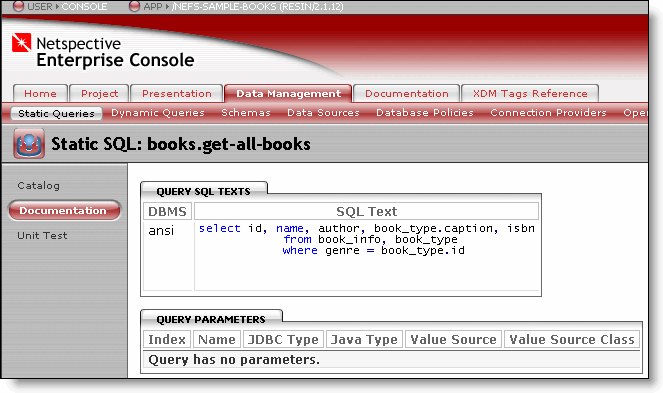 USER CONSOLE APP /NEFS-SAMPLE-BOOKS (RESIN/2.1.12)
Netspective
Enterprise Console
Home Project Presentation Data Management Documentation XDM Tags Reference
Static Queries Dynamic Queries Schemas Data Sources Database Policies Connection Providers Oper
Static SQL: books.get-all-books
Catalog
Documentation
Unit Test
QUERY SQL TEXTS
DBMS SQL Text
ansi select id, name, author, book_type.caption, isbn
from book_info, book_type
where genre = book_type.id
QUERY PARAMETERS
Index Name JDBC Type Java Type Value Source Value Source Class
Query has no parameters.